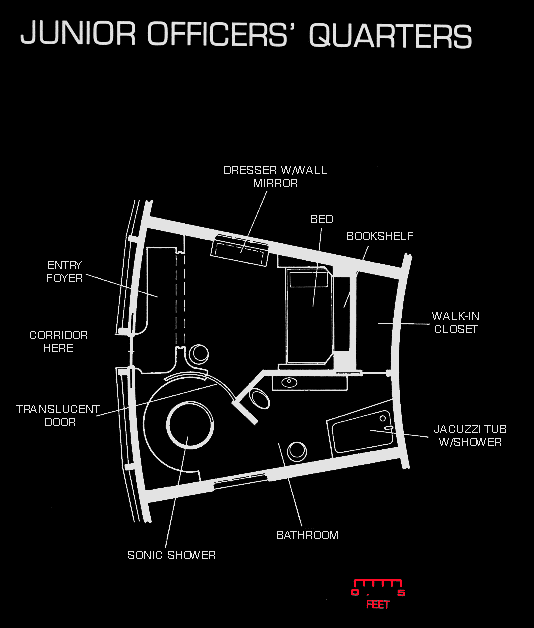 JUNIOR OFFICERS' QUARTERS
DRESSER W/WALL
MIRROR
BED
BOOKSHELF
ENTRY
FOYER
WALK-IN
CLOSET
CORRIDOR
HERE
TRANSLUCENT
DOOR
JACUZZI TUB
W/SHOWER
BATHROOM
SONIC SHOWER
0 5
FEET